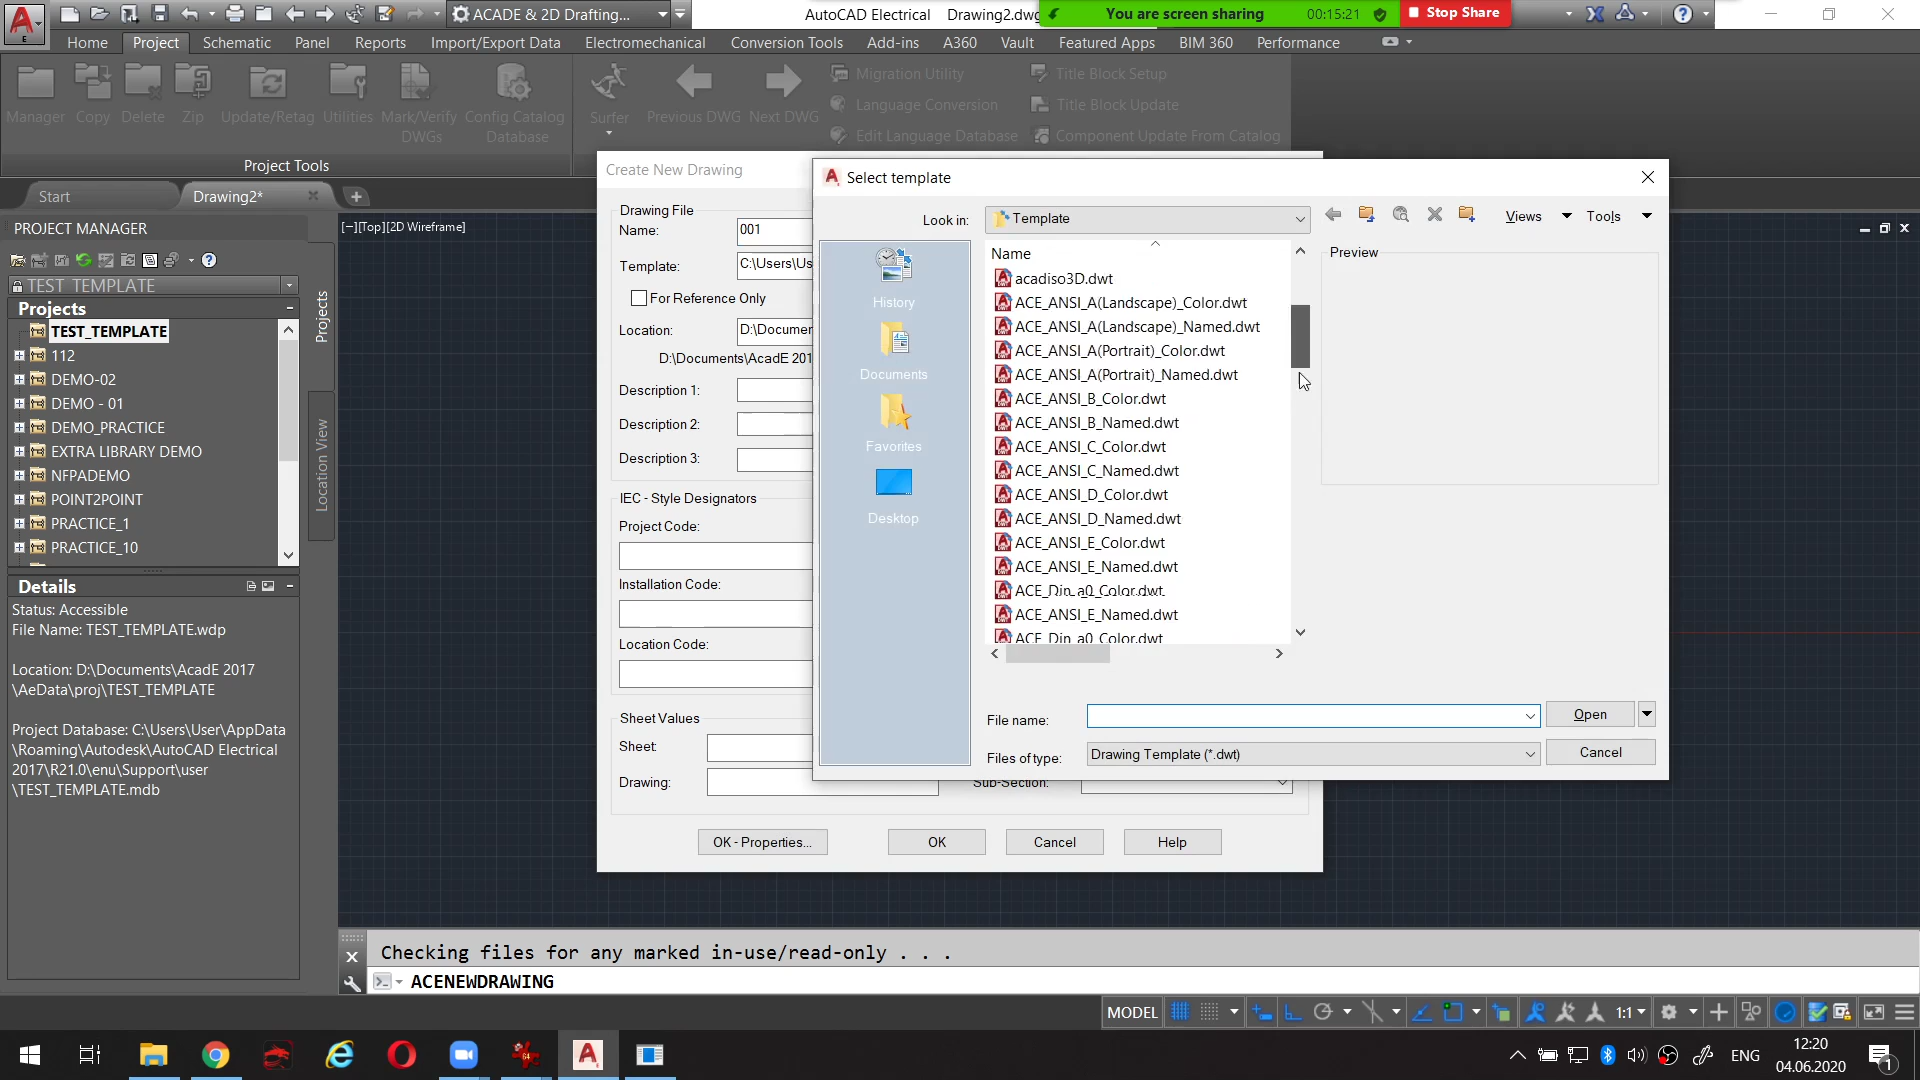 ACADE & 2D Drafting...
AutoCAD Electrical
Drawing2.dwg
You are screen sharing
00:15:21
Stop Share
Home
Project
Schematic
Panel
Reports
Import/Export Data
Electromechanical
Conversion Tools
Add-ins
A360
Vault
Featured Apps
BIM 360
Performance
Manager
Copy
Delete
Zip
Update/Retag
Utilities
Mark/Verify
DWGs
Config Catalog
Database
Surfer
Previous DWG
Next DWG
Migration Utility
Language Conversion
Edit Language Database
Title Block Setup
Title Block Update
Component Update From Catalog
Project Tools
Start
Drawing2*
PROJECT MANAGER
TEST_TEMPLATE
Projects
TEST_TEMPLATE
112
DEMO-02
DEMO - 01
DEMO_PRACTICE
EXTRA LIBRARY DEMO
NFPADEMO
POINT2POINT
PRACTICE_1
PRACTICE_10
Projects
Location View
Details
Status: Accessible
File Name: TEST_TEMPLATE.wdp
Location: D:\Documents\AcadE 2017
\AeData\proj\TEST_TEMPLATE
Project Database: C:\Users\User\AppData
\Roaming\Autodesk\AutoCAD Electrical
2017\R21.0\enu\Support\user
\TEST_TEMPLATE.mdb
[−][Top][2D Wireframe]
Create New Drawing
Drawing File
Name:
001
Template:
C:\Users\Us
For Reference Only
Location:
D:\Documer
D:\Documents\AcadE 201
Description 1:
Description 2:
Description 3:
IEC - Style Designators
Project Code:
Installation Code:
Location Code:
Sheet Values
Sheet:
Drawing:
Sub-Section:
OK - Properties...
OK
Cancel
Help
Select template
Look in:
Template
Views
Tools
History
Documents
Favorites
Desktop
Name
acadiso3D.dwt
ACE_ANSI_A(Landscape)_Color.dwt
ACE_ANSI_A(Landscape)_Named.dwt
ACE_ANSI_A(Portrait)_Color.dwt
ACE_ANSI_A(Portrait)_Named.dwt
ACE_ANSI_B_Color.dwt
ACE_ANSI_B_Named.dwt
ACE_ANSI_C_Color.dwt
ACE_ANSI_C_Named.dwt
ACE_ANSI_D_Color.dwt
ACE_ANSI_D_Named.dwt
ACE_ANSI_E_Color.dwt
ACE_ANSI_E_Named.dwt
ACE_Din_a0_Color.dwt
ACE_ANSI_E_Named.dwt
ACE_Din_a0_Color.dwt
Preview
File name:
Open
Files of type:
Drawing Template (*.dwt)
Cancel
Checking files for any marked in-use/read-only . . .
ACENEWDRAWING
MODEL
1:1
ENG
12:20
04.06.2020
1